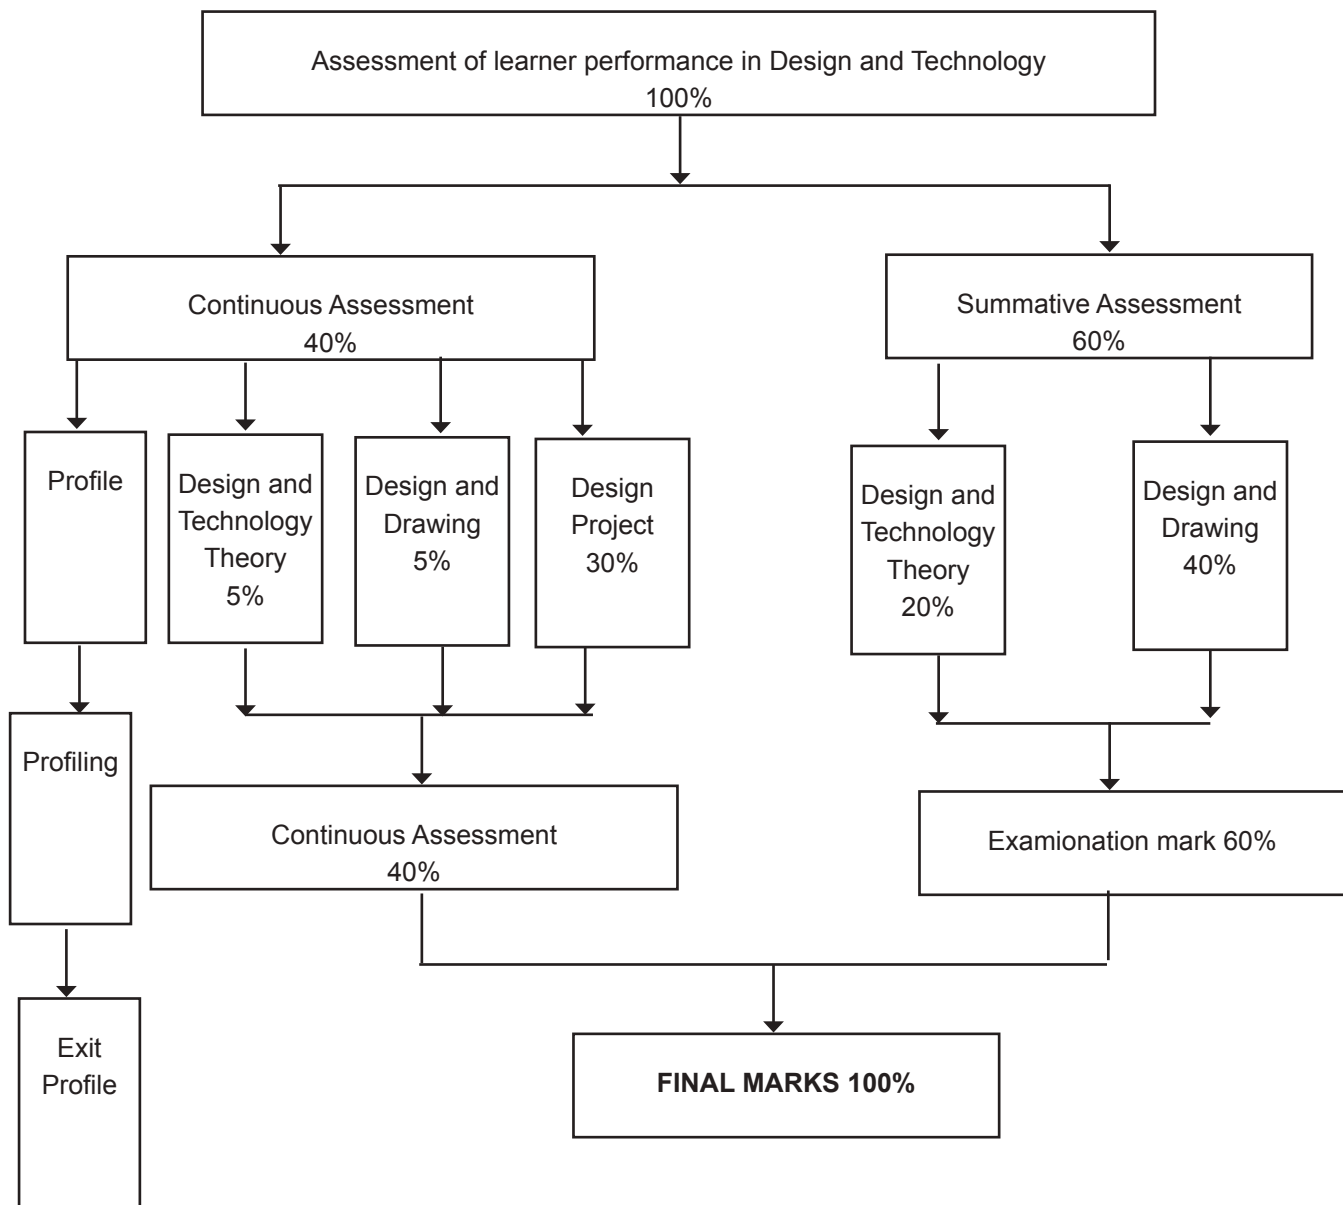 Assessment of learner performance in Design and Technology
100%
Continuous Assessment
40%
Summative Assessment
60%
Profile
Design and
Technology
Theory
5%
Design and
Drawing
5%
Design
Project
30%
Design and
Technology
Theory
20%
Design and
Drawing
40%
Profiling
Continuous Assessment
40%
Examionation mark 60%
Exit
Profile
FINAL MARKS 100%